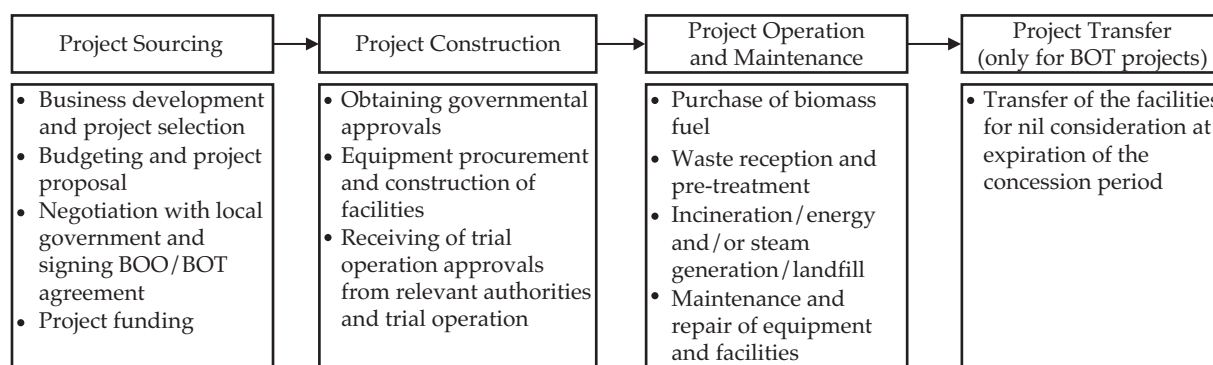 Project Sourcing
• Business development
and project selection
• Budgeting and project
proposal
• Negotiation with local
government and
signing BOO/BOT
agreement
• Project funding
Project Construction
• Obtaining governmental
approvals
• Equipment procurement
and construction of
facilities
• Receiving of trial
operation approvals
from relevant authorities
and trial operation
Project Operation
and Maintenance
• Purchase of biomass
fuel
• Waste reception and
pre-treatment
• Incineration/energy
and/or steam
generation/landfill
• Maintenance and
repair of equipment
and facilities
Project Transfer
(only for BOT projects)
• Transfer of the facilities
for nil consideration at
expiration of the
concession period